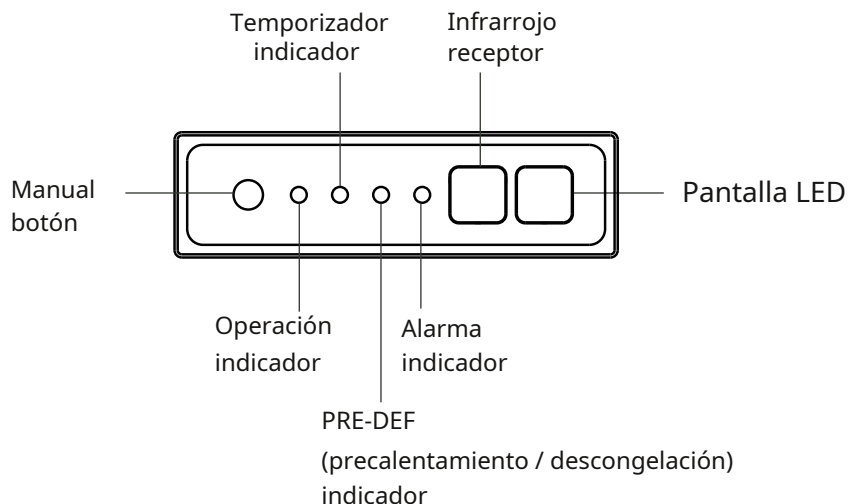 Temporizador
indicador
Infrarrojo
receptor
Manual
botón
Pantalla LED
Operación
indicador
Alarma
indicador
PRE-DEF
(precalentamiento / descongelación)
indicador